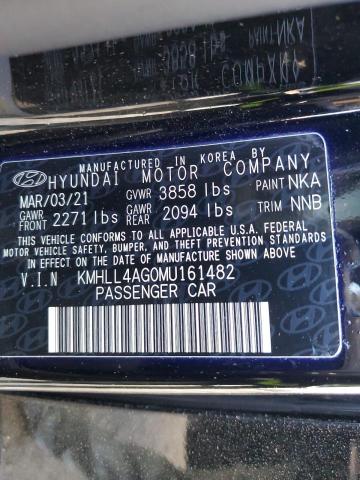 MANUFACTURED IN KOREA BY
HYUNDAI MOTOR COMPANY
MAR/03/21 GVWR 3858 lbs PAINT NKA
GAWR FRONT 2271 lbs GAWR REAR 2094 lbs TRIM NNB
THIS VEHICLE CONFORMS TO ALL APPLICABLE U.S.A. FEDERAL
MOTOR VEHICLE SAFETY, BUMPER, AND THEFT PREVENTION STANDARDS
IN EFFECT ON THE DATE OF MANUFACTURE SHOWN ABOVE
V.I.N KMHLL4AG0MU161482
PASSENGER CAR